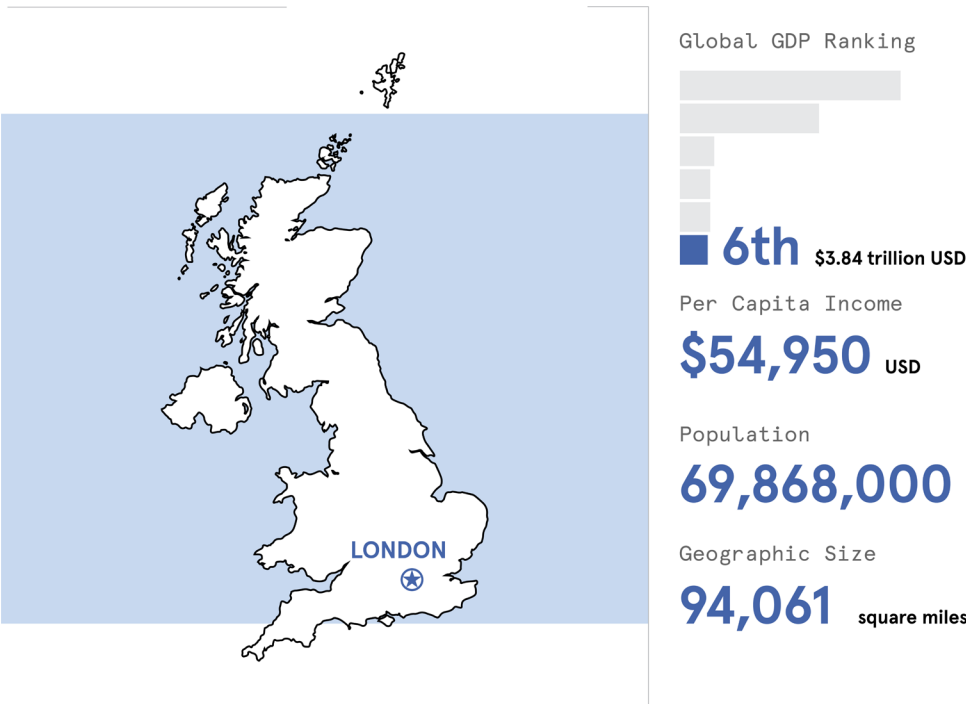 Global GDP Ranking
6th $3.84 trillion USD
Per Capita Income
$54,950 USD
Population
69,868,000
Geographic Size
94,061 square miles
LONDON